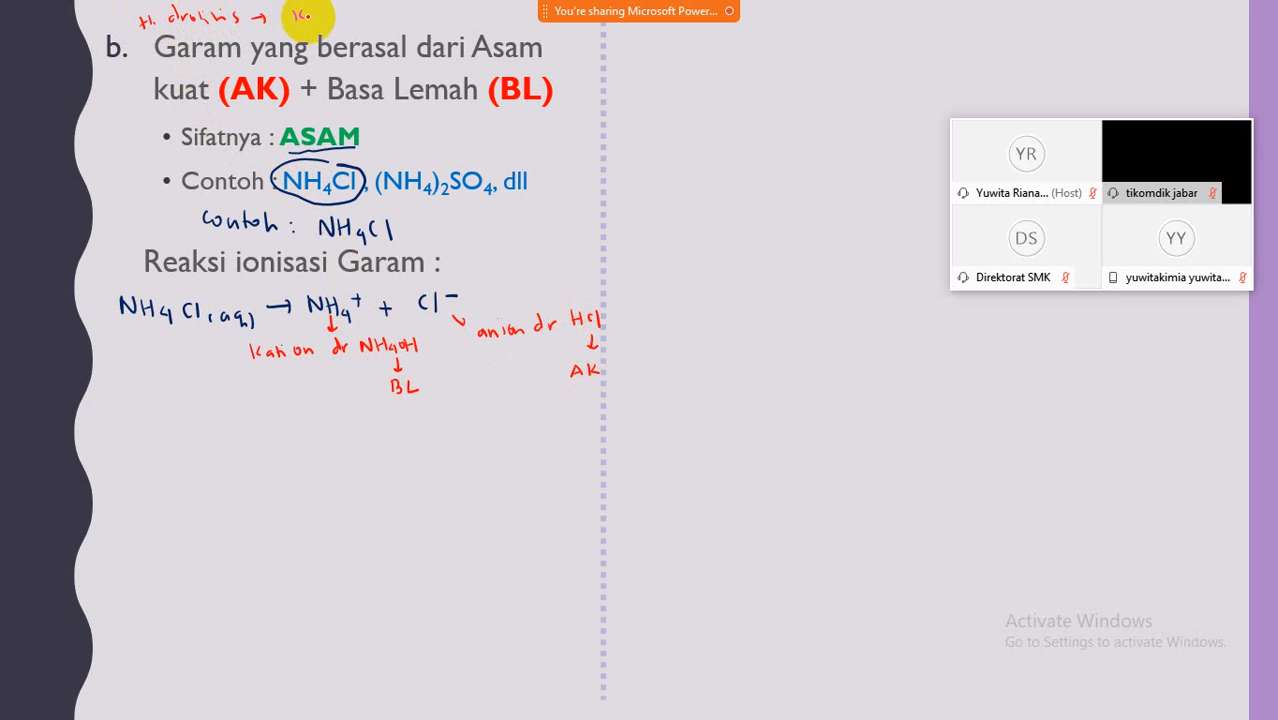 You're sharing Microsoft Power...
hidrolisis → K
b. Garam yang berasal dari Asam
kuat (AK) + Basa Lemah (BL)
• Sifatnya : ASAM
• Contoh : NH₄Cl, (NH₄)₂SO₄, dll
Contoh : NH₄Cl
Reaksi ionisasi Garam :
NH₄Cl(aq) → NH₄⁺ + Cl⁻
anion dr HCl
kation dr NH₄OH
AK
BL
YR
Yuwita Riana... (Host)
tikomdik jabar
DS
YY
Direktorat SMK
yuwitakimia yuwita...
Activate Windows
Go to Settings to activate Windows.